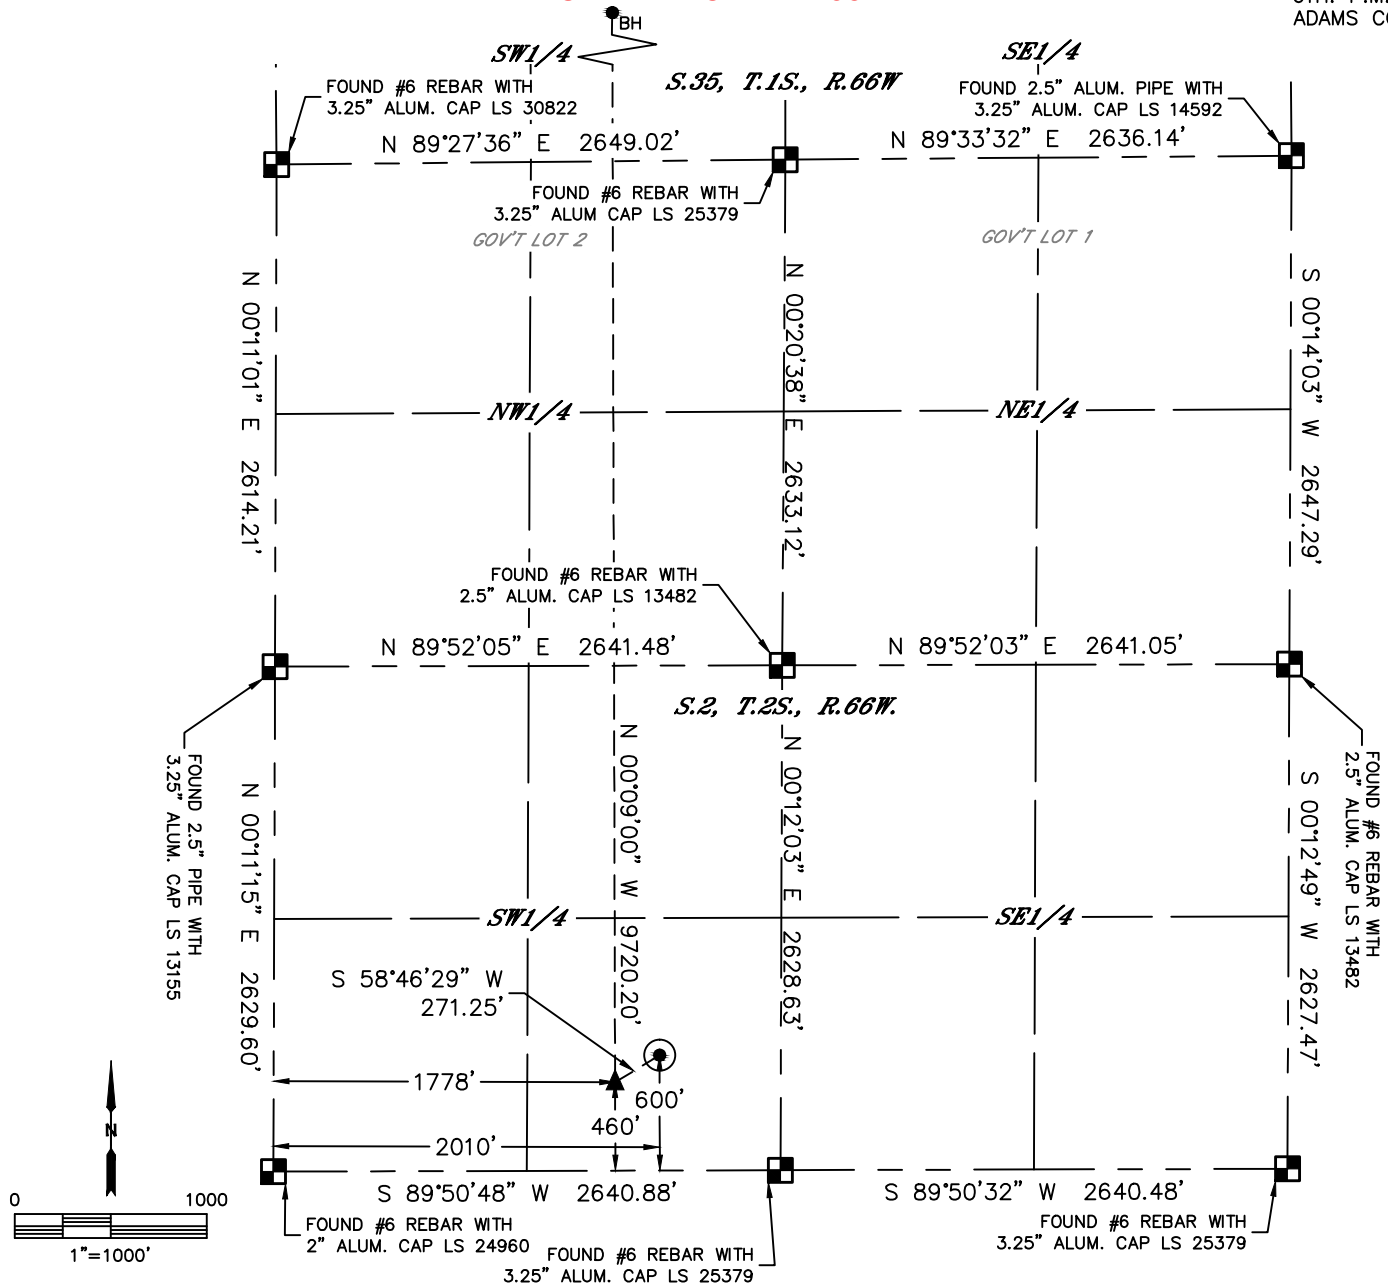 BH
ADAMS CO
SW1/4
SE1/4
S.35, T.1S., R.66W
FOUND #6 REBAR WITH
3.25" ALUM. CAP LS 30822
FOUND 2.5" ALUM. PIPE WITH
3.25" ALUM. CAP LS 14592
N 89°27'36" E 2649.02'
N 89°33'32" E 2636.14'
FOUND #6 REBAR WITH
3.25" ALUM CAP LS 25379
GOV'T LOT 2
GOV'T LOT 1
N 00°11'01" E 2614.21'
N 00°20'38" E 2633.12'
S 00°14'03" W 2647.29'
NW1/4
NE1/4
FOUND #6 REBAR WITH
2.5" ALUM. CAP LS 13482
N 89°52'05" E 2641.48'
N 89°52'03" E 2641.05'
S.2, T.2S., R.66W.
FOUND 2.5" PIPE WITH
3.25" ALUM. CAP LS 13155
N 00°11'15" E 2629.60'
N 00°09'00" W 9720.20'
N 00°12'03" E 2628.63'
S 00°12'49" W 2627.47'
FOUND #6 REBAR WITH
2.5" ALUM. CAP LS 13482
SW1/4
SE1/4
S 58°46'29" W
271.25'
1778'
600'
460'
2010'
N
S 89°50'48" W 2640.88'
S 89°50'32" W 2640.48'
0 1000
1"=1000'
FOUND #6 REBAR WITH
2" ALUM. CAP LS 24960
FOUND #6 REBAR WITH
3.25" ALUM. CAP LS 25379
FOUND #6 REBAR WITH
3.25" ALUM. CAP LS 25379